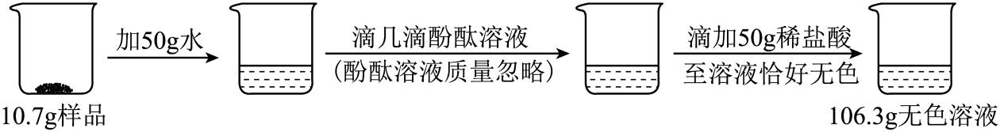 加50g水
滴几滴酚酞溶液
(酚酞溶液质量忽略)
滴加50g稀盐酸
至溶液恰好无色
10.7g样品
106.3g无色溶液